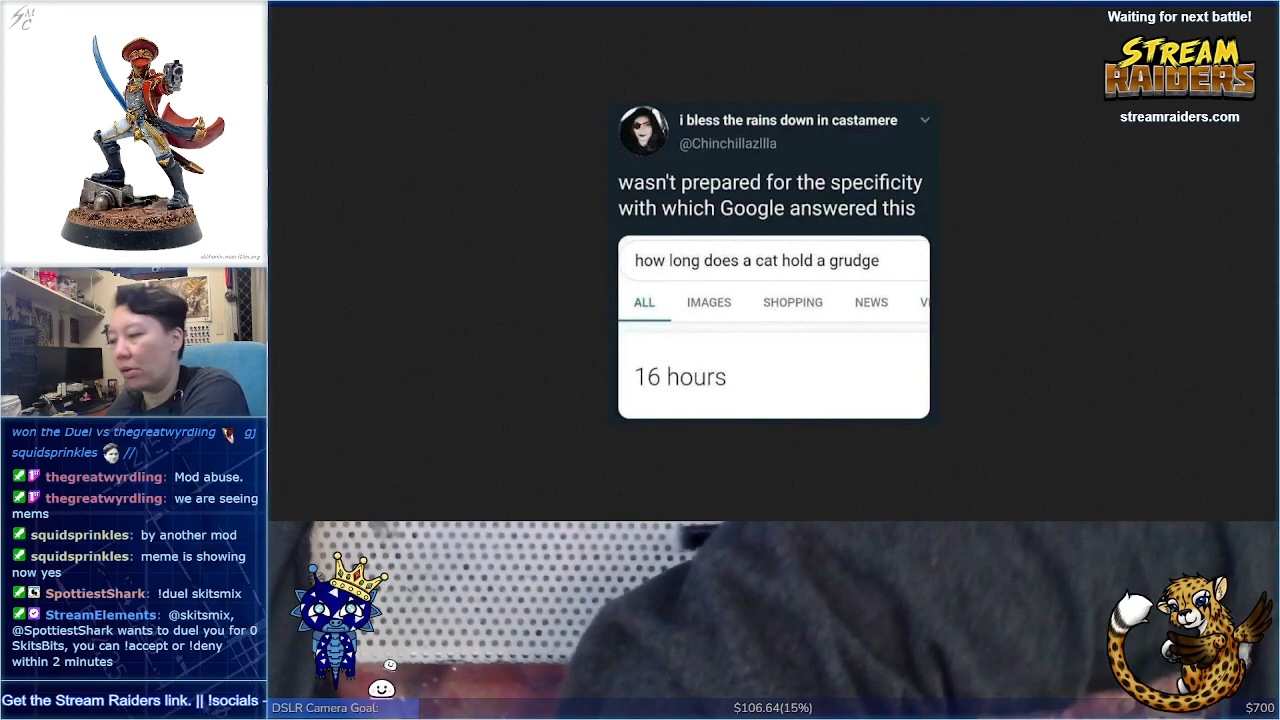 SMC
Waiting for next battle!
STREAM
RAIDERS
streamraiders.com
i bless the rains down in castamere
@Chinchillazllla
wasn't prepared for the specificity
with which Google answered this
how long does a cat hold a grudge
ALL IMAGES SHOPPING NEWS VI
16 hours
won the Duel vs thegreatwyrdling gj
squidsprinkles //
thegreatwyrdling: Mod abuse.
thegreatwyrdling: we are seeing
mems
squidsprinkles: by another mod
squidsprinkles: meme is showing
now yes
SpottiestShark: !duel skitsmix
StreamElements: @skitsmix,
@SpottiestShark wants to duel you for 0
SkitsBits, you can !accept or !deny
within 2 minutes
Get the Stream Raiders link. || !socials -
DSLR Camera Goal: $106.64(15%) $700